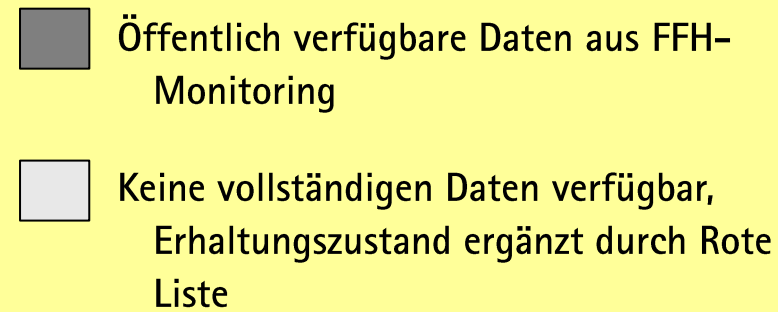 Öffentlich verfügbare Daten aus FFH-
Monitoring
Keine vollständigen Daten verfügbar,
Erhaltungszustand ergänzt durch Rote
Liste